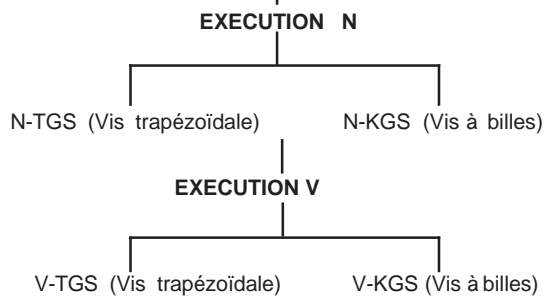 EXECUTION N
N-TGS (Vis trapézoïdale) N-KGS (Vis à billes)
EXECUTION V
V-TGS (Vis trapézoïdale) V-KGS (Vis à billes)